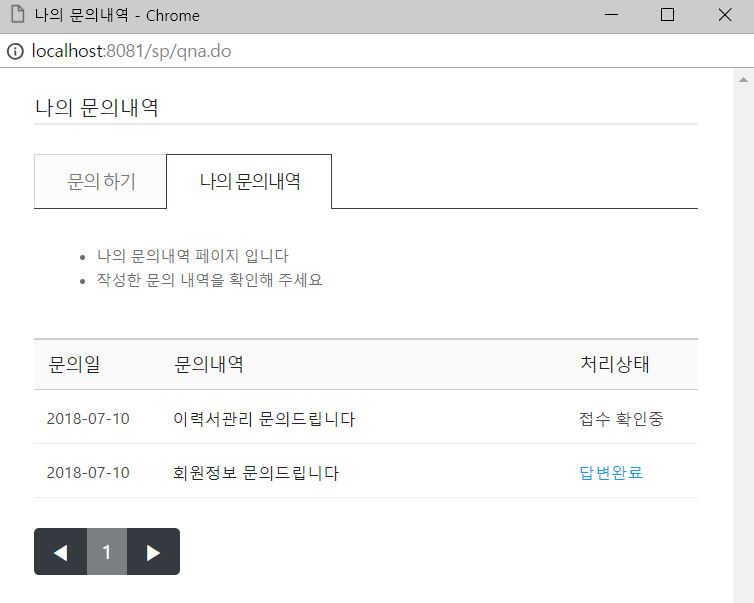 나의 문의내역 - Chrome
localhost:8081/sp/qna.do
나의 문의내역
문의 하기 나의 문의내역
• 나의 문의내역 페이지 입니다
• 작성한 문의 내역을 확인해 주세요
문의일 문의내역 처리상태
2018-07-10 이력서관리 문의드립니다 접수 확인중
2018-07-10 회원정보 문의드립니다 답변완료
◀ 1 ▶